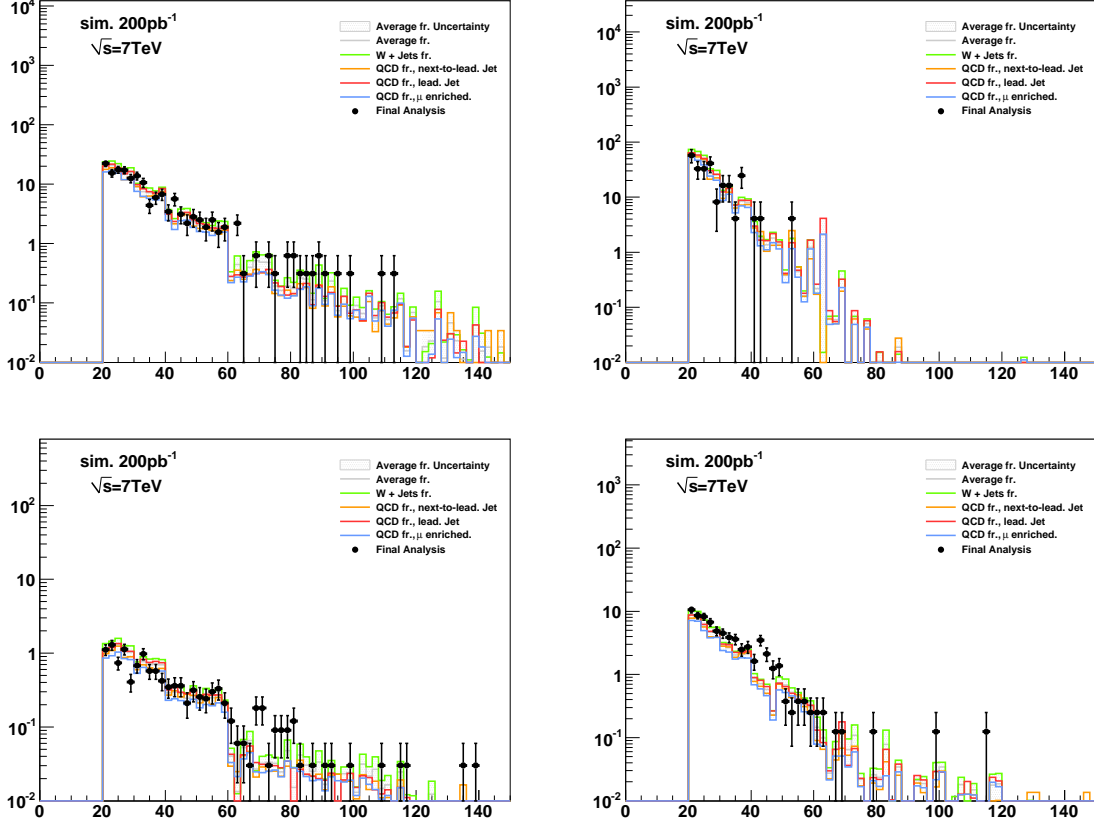 sim. 200pb⁻¹
√s=7TeV
Average fr. Uncertainty
Average fr.
W + Jets fr.
QCD fr., next-to-lead. Jet
QCD fr., lead. Jet
QCD fr., μ enriched.
Final Analysis
10⁴
10³
10²
10
1
10⁻¹
10⁻²
0 20 40 60 80 100 120 140
sim. 200pb⁻¹
√s=7TeV
Average fr. Uncertainty
Average fr.
W + Jets fr.
QCD fr., next-to-lead. Jet
QCD fr., lead. Jet
QCD fr., μ enriched.
Final Analysis
10⁴
10³
10²
10
1
10⁻¹
10⁻²
0 20 40 60 80 100 120 140
sim. 200pb⁻¹
√s=7TeV
Average fr. Uncertainty
Average fr.
W + Jets fr.
QCD fr., next-to-lead. Jet
QCD fr., lead. Jet
QCD fr., μ enriched.
Final Analysis
10²
10
1
10⁻¹
10⁻²
0 20 40 60 80 100 120 140
sim. 200pb⁻¹
√s=7TeV
Average fr. Uncertainty
Average fr.
W + Jets fr.
QCD fr., next-to-lead. Jet
QCD fr., lead. Jet
QCD fr., μ enriched.
Final Analysis
10³
10²
10
1
10⁻¹
10⁻²
0 20 40 60 80 100 120 140